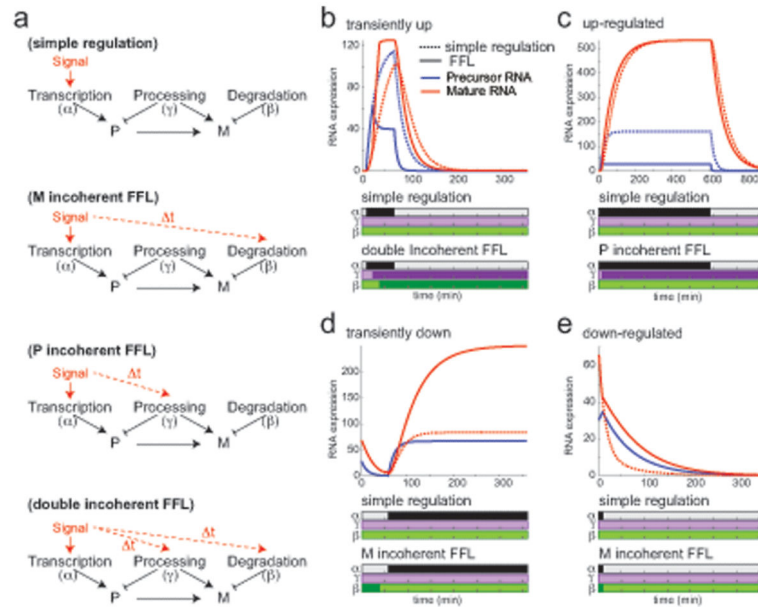 a
(simple regulation)
Signal
Transcription Processing Degradation
(α) (γ) (β)
P M
(M incoherent FFL)
Signal Δt
Transcription Processing Degradation
(α) (γ) (β)
P M
(P incoherent FFL)
Signal Δt
Transcription Processing Degradation
(α) (γ) (β)
P M
(double incoherent FFL)
Signal Δt
Δt
Transcription Processing Degradation
(α) (γ) (β)
P M
b transiently up
RNA expression
120
80
40
0
0 100 200 300
simple regulation
FFL
Precursor RNA
Mature RNA
simple regulation
α
γ
β
double Incoherent FFL
α
γ
β
time (min)
c up-regulated
RNA expression
500
400
300
200
100
0
0 200 400 600 800
simple regulation
α
γ
β
P incoherent FFL
α
γ
β
time (min)
d transiently down
RNA expression
200
150
100
50
0
0 100 200 300
simple regulation
α
γ
β
M incoherent FFL
α
γ
β
time (min)
e down-regulated
RNA expression
60
40
20
0
0 100 200 300
simple regulation
α
γ
β
M incoherent FFL
α
γ
β
time (min)